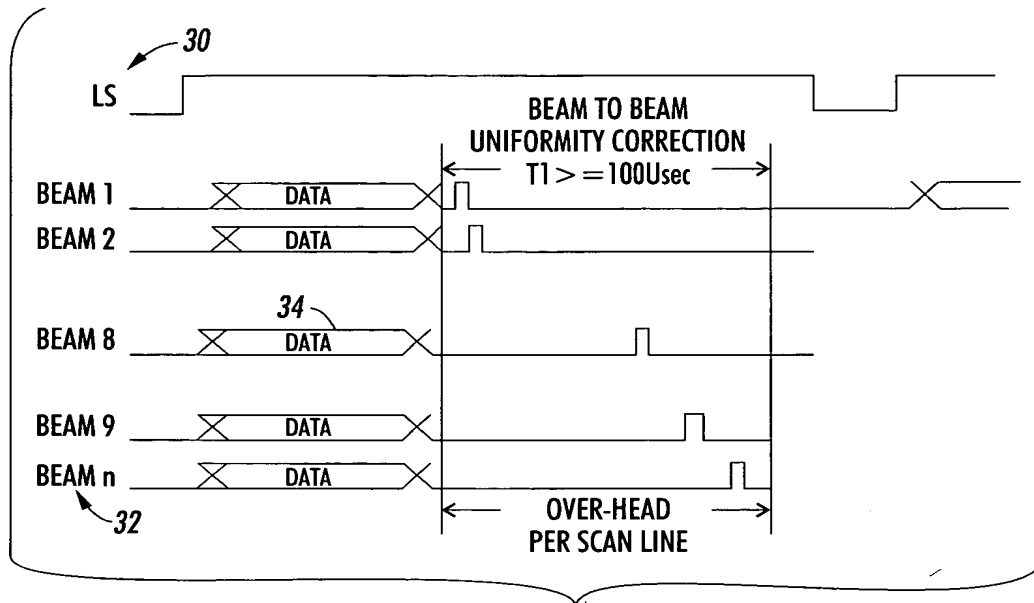 30
LS
BEAM TO BEAM
UNIFORMITY CORRECTION
T1 > = 100Usec
BEAM 1 DATA
BEAM 2 DATA
34
BEAM 8 DATA
BEAM 9 DATA
BEAM n DATA
32
OVER-HEAD
PER SCAN LINE